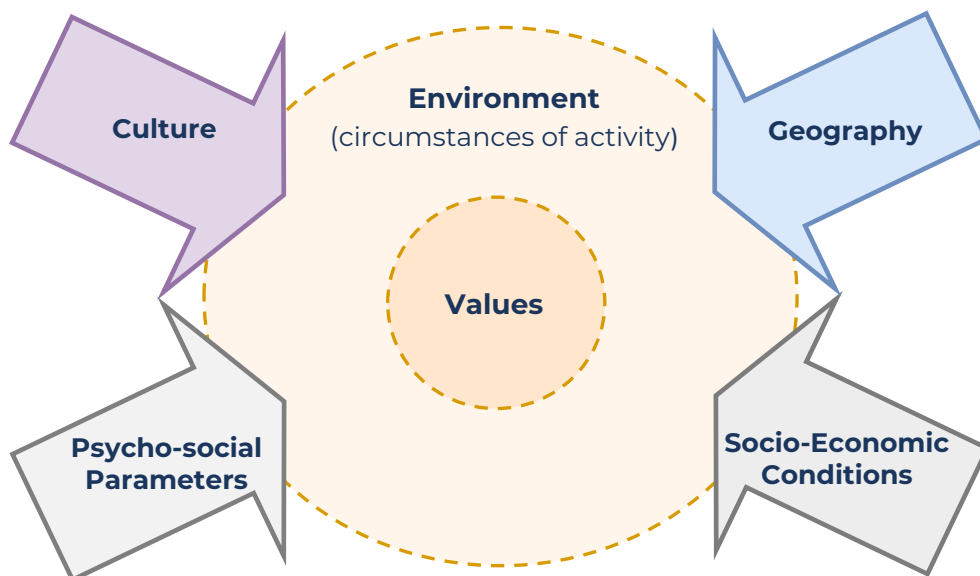 Environment
(circumstances of activity)
Culture
Geography
Values
Psycho-social
Parameters
Socio-Economic
Conditions